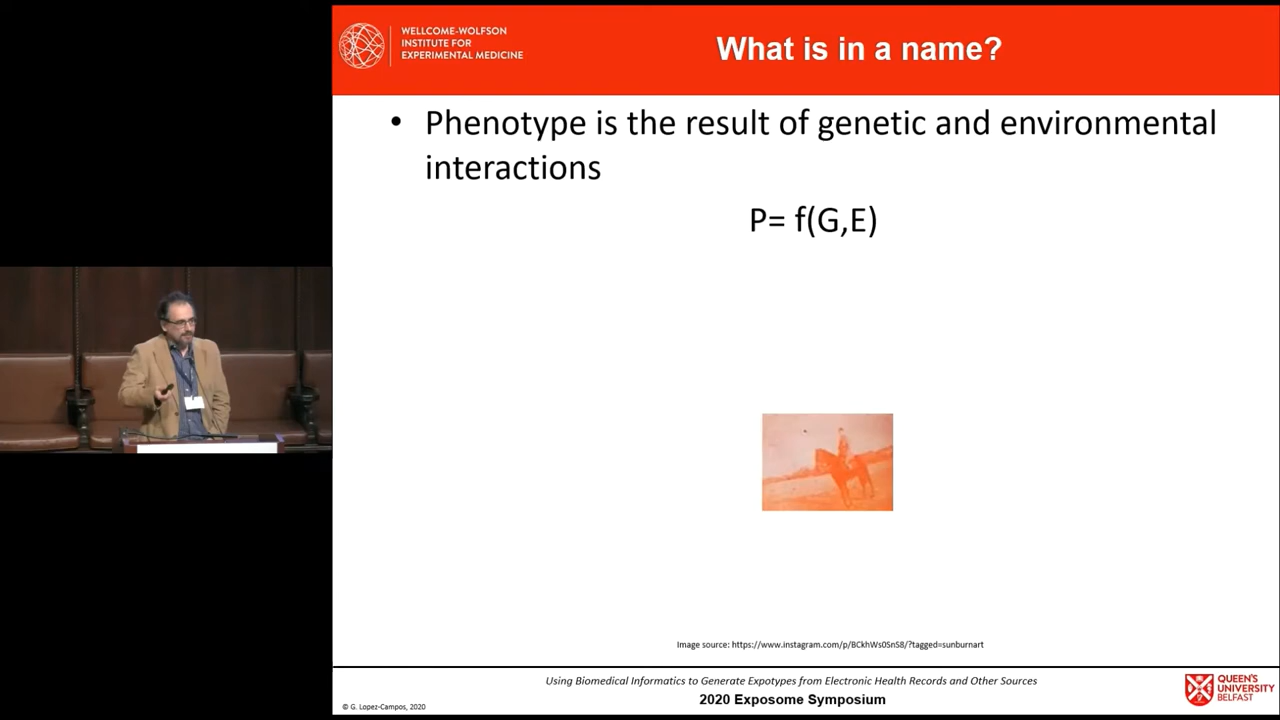 WELLCOME-WOLFSON
INSTITUTE FOR
EXPERIMENTAL MEDICINE
What is in a name?
• Phenotype is the result of genetic and environmental
interactions
P= f(G,E)
Image source: https://www.instagram.com/p/BCkhWs0SnS8/?tagged=sunburnart
Using Biomedical Informatics to Generate Expotypes from Electronic Health Records and Other Sources
2020 Exposome Symposium
© G. Lopez-Campos, 2020
QUEEN'S
UNIVERSITY
BELFAST